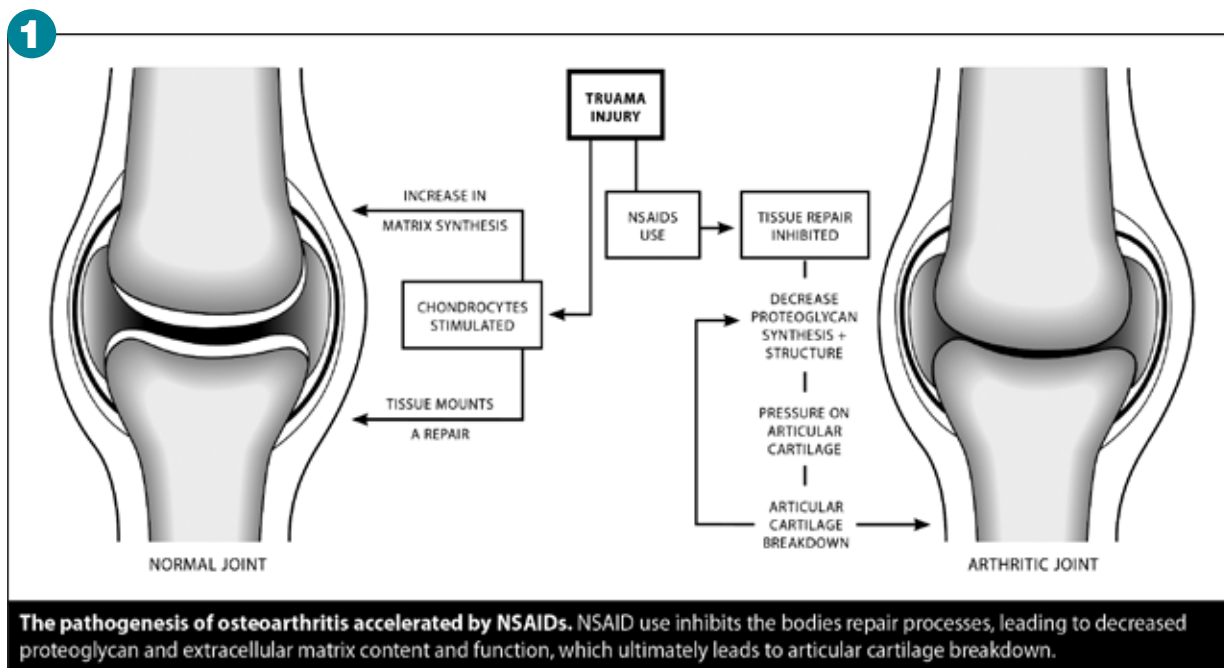 1
TRUAMA
INJURY
INCREASE IN
MATRIX SYNTHESIS
CHONDROCYTES
STIMULATED
TISSUE MOUNTS
A REPAIR
NORMAL JOINT
NSAIDS
USE
TISSUE REPAIR
INHIBITED
DECREASE
PROTEOGLYCAN
SYNTHESIS +
STRUCTURE
PRESSURE ON
ARTICULAR
CARTILAGE
ARTICULAR
CARTILAGE
BREAKDOWN
ARTHRITIC JOINT
The pathogenesis of osteoarthritis accelerated by NSAIDs. NSAID use inhibits the bodies repair processes, leading to decreased
proteoglycan and extracellular matrix content and function, which ultimately leads to articular cartilage breakdown.